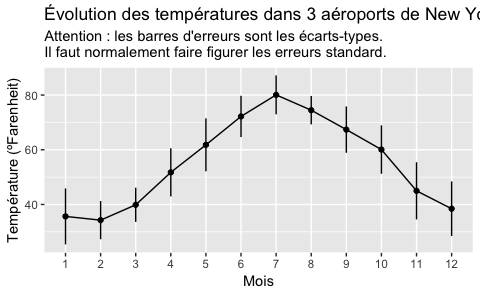 Évolution des températures dans 3 aéroports de New Yo
Attention : les barres d'erreurs sont les écarts-types.
Il faut normalement faire figurer les erreurs standard.
Température (ºFarenheit)
80
60
40
1 2 3 4 5 6 7 8 9 10 11 12
Mois